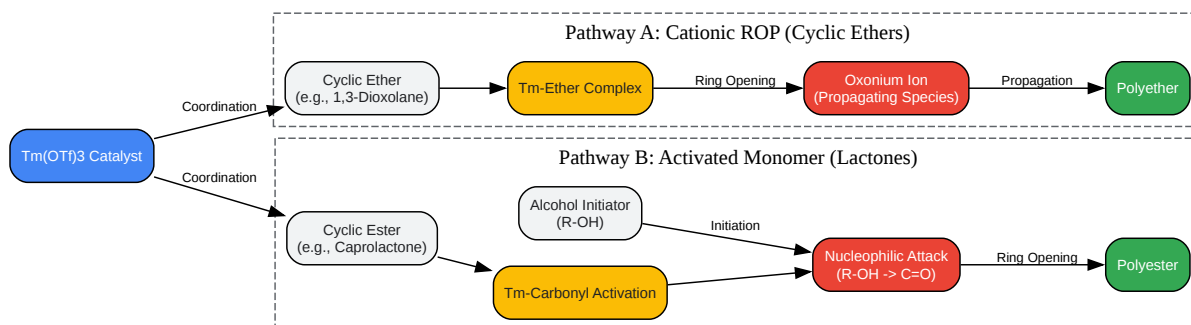 Pathway A: Cationic ROP (Cyclic Ethers)
Cyclic Ether
(e.g., 1,3-Dioxolane)
Tm-Ether Complex
Ring Opening
Oxonium Ion
(Propagating Species)
Propagation
Polyether
Coordination
Tm(OTf)3 Catalyst
Coordination
Pathway B: Activated Monomer (Lactones)
Alcohol Initiator
(R-OH)
Initiation
Cyclic Ester
(e.g., Caprolactone)
Tm-Carbonyl Activation
Nucleophilic Attack
(R-OH -> C=O)
Ring Opening
Polyester